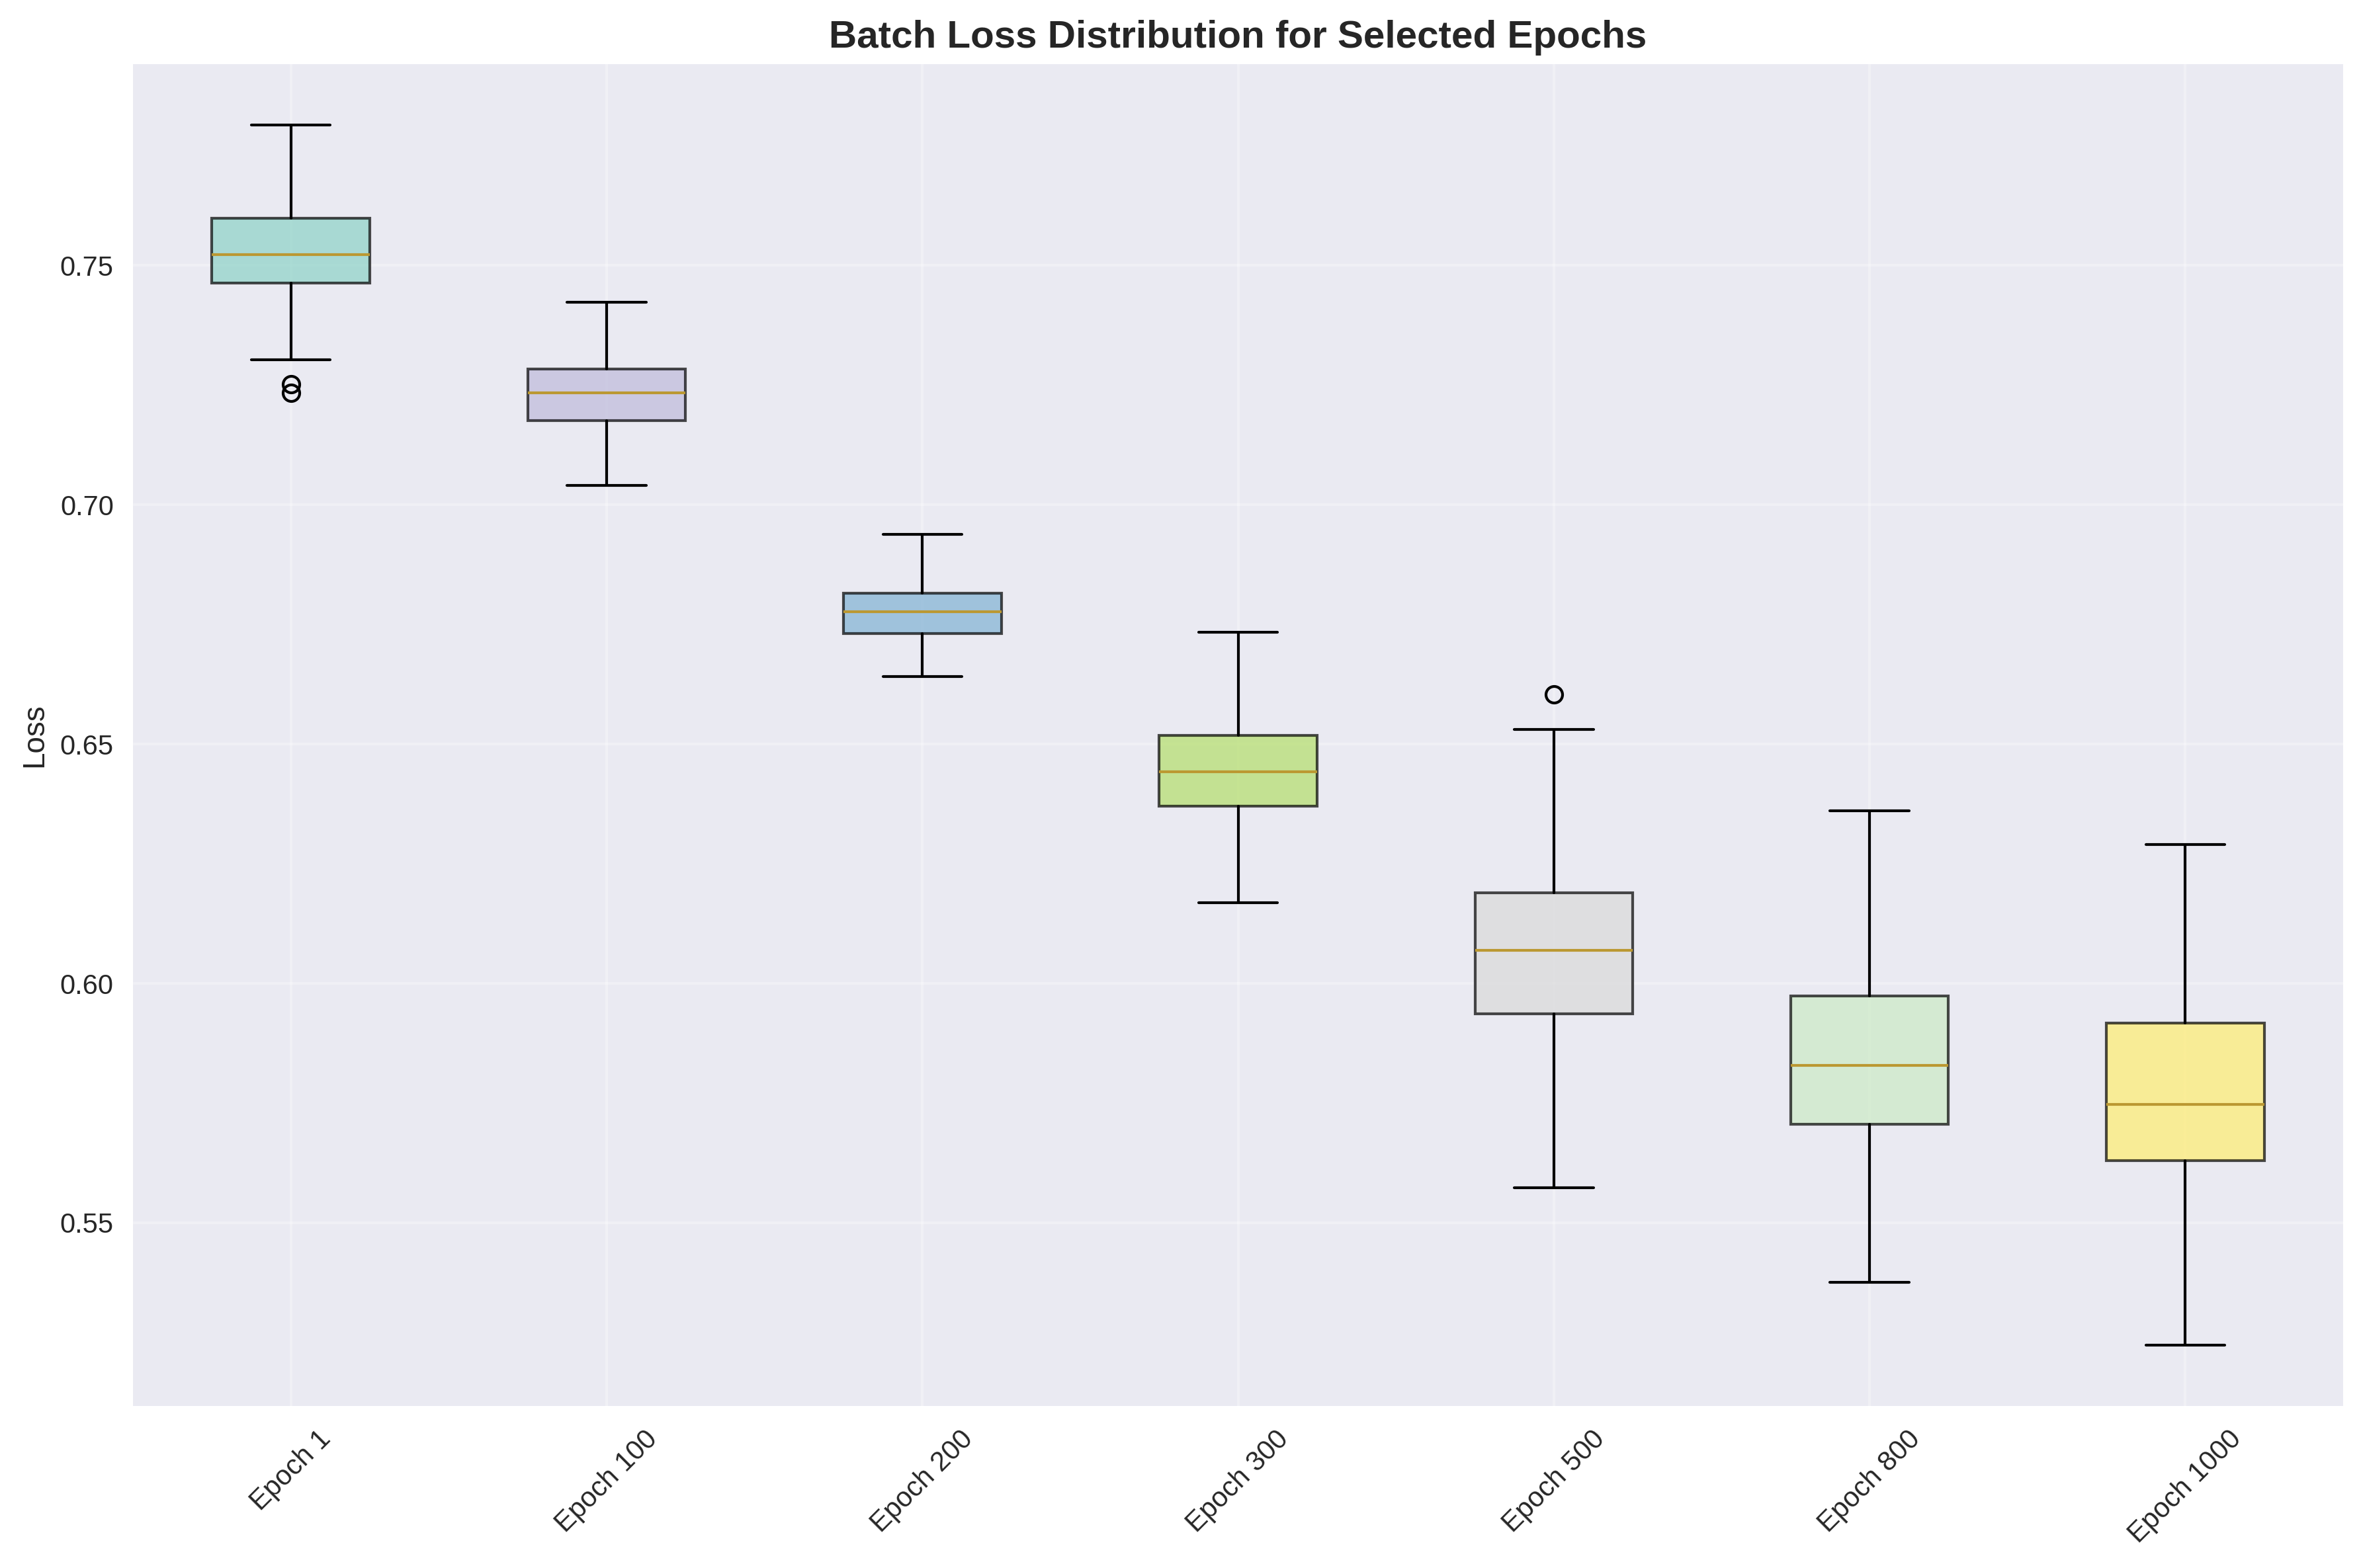 Batch Loss Distribution for Selected Epochs
Loss
0.75
0.70
0.65
0.60
0.55
Epoch 1
Epoch 100
Epoch 200
Epoch 300
Epoch 500
Epoch 800
Epoch 1000